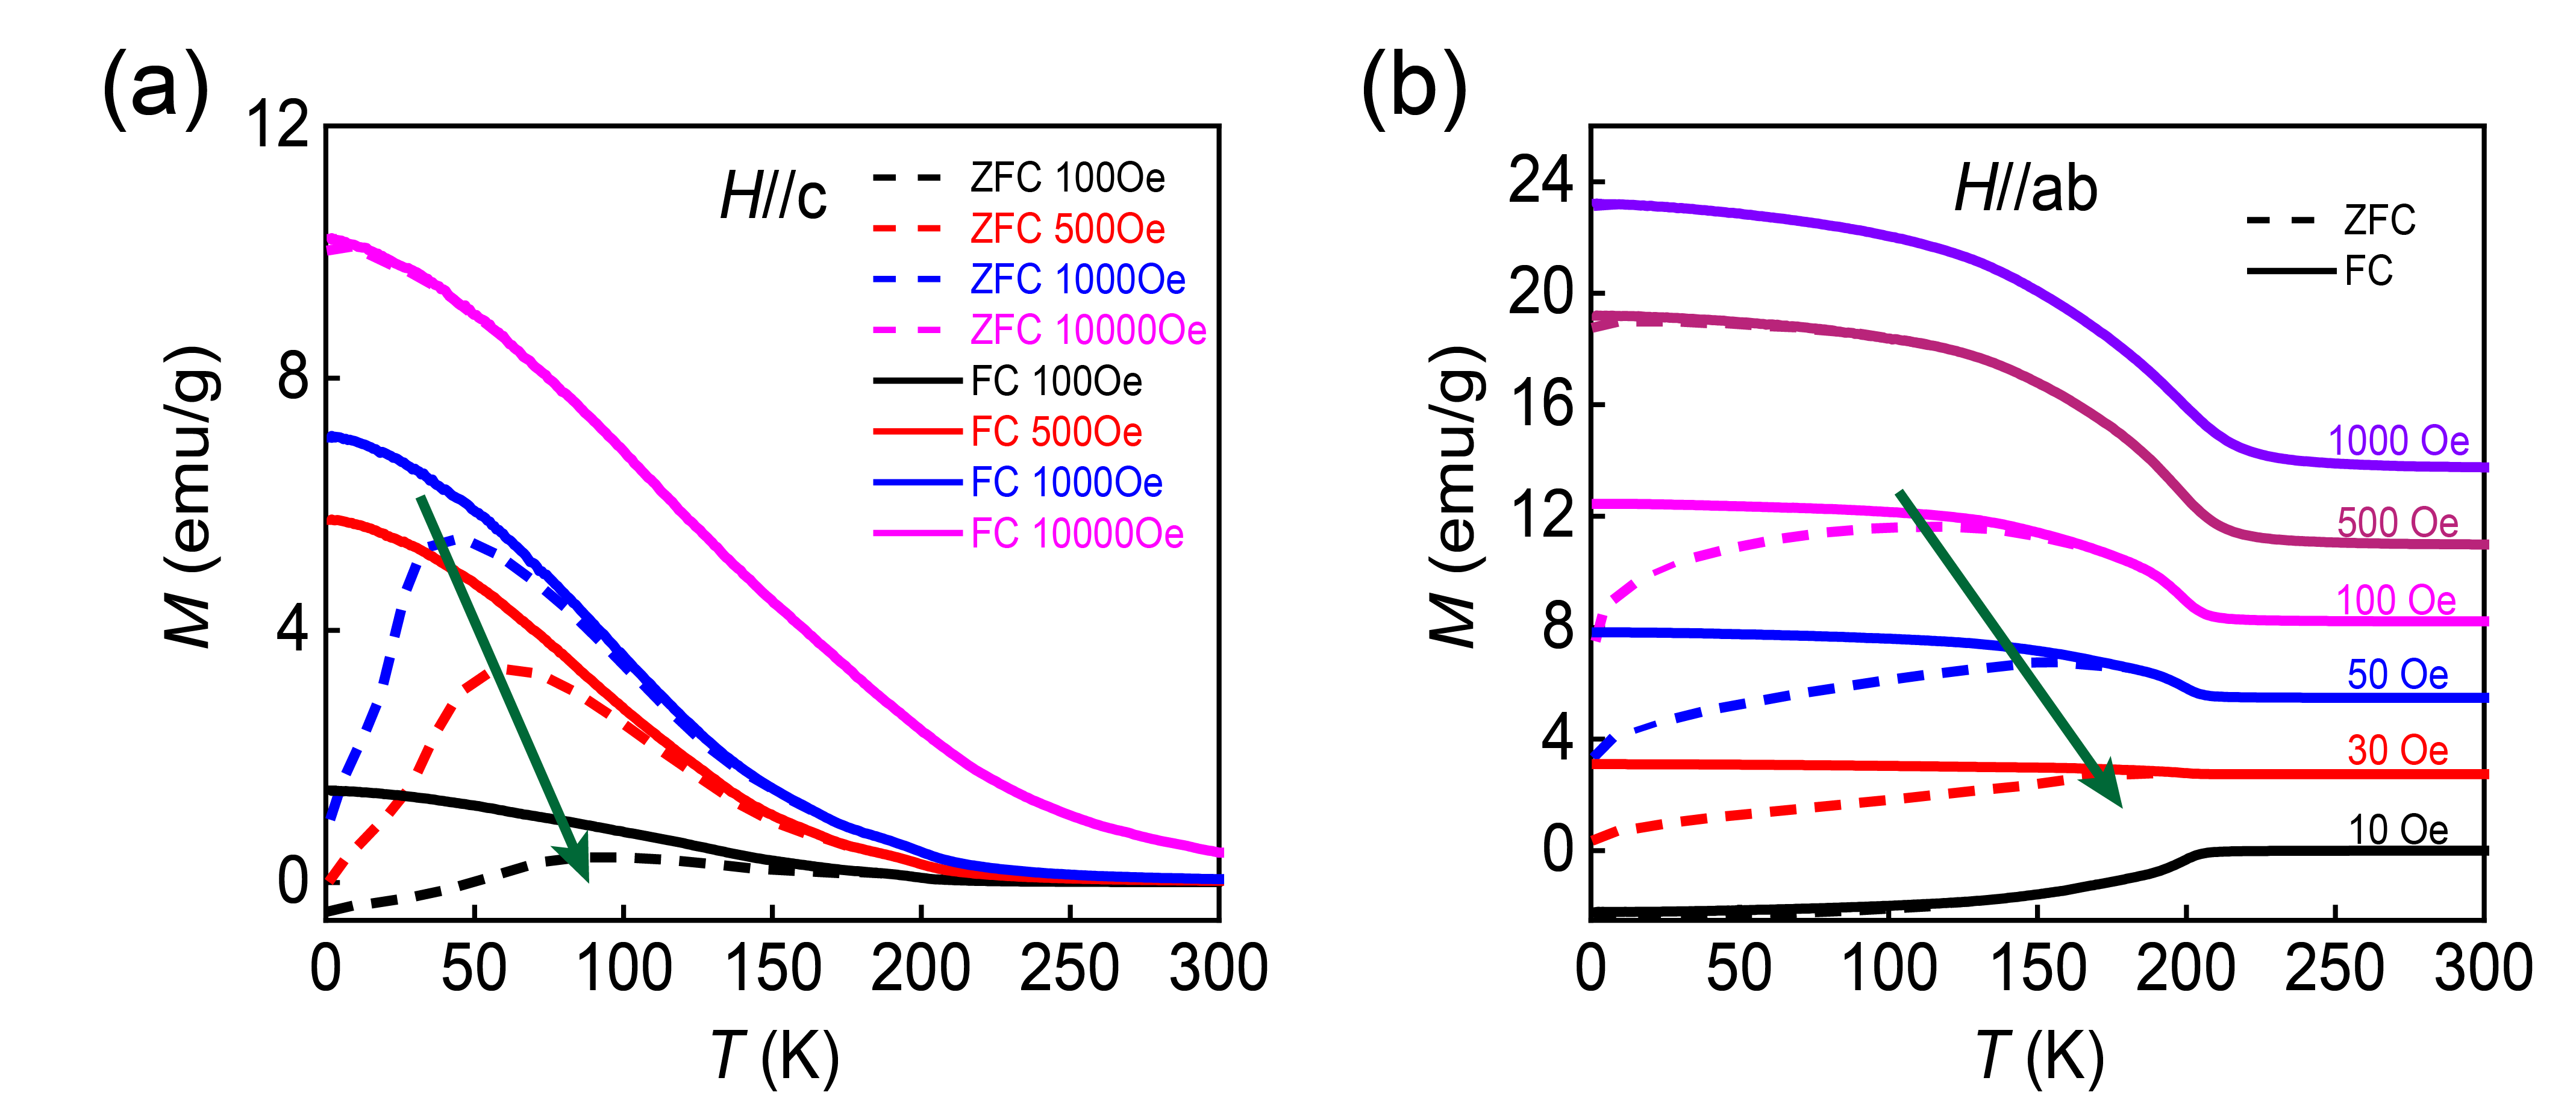 (a)
12
8
4
0
M (emu/g)
H//c
ZFC 100Oe
ZFC 500Oe
ZFC 1000Oe
ZFC 10000Oe
FC 100Oe
FC 500Oe
FC 1000Oe
FC 10000Oe
0 50 100 150 200 250 300
T (K)
(b)
24
20
16
12
8
4
0
M (emu/g)
H//ab
ZFC
FC
1000 Oe
500 Oe
100 Oe
50 Oe
30 Oe
10 Oe
0 50 100 150 200 250 300
T (K)